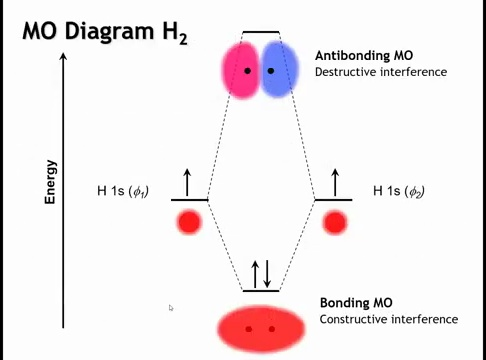 MO Diagram H₂
Antibonding MO
Destructive interference
Energy
H 1s (ϕ₁)
H 1s (ϕ₂)
Bonding MO
Constructive interference